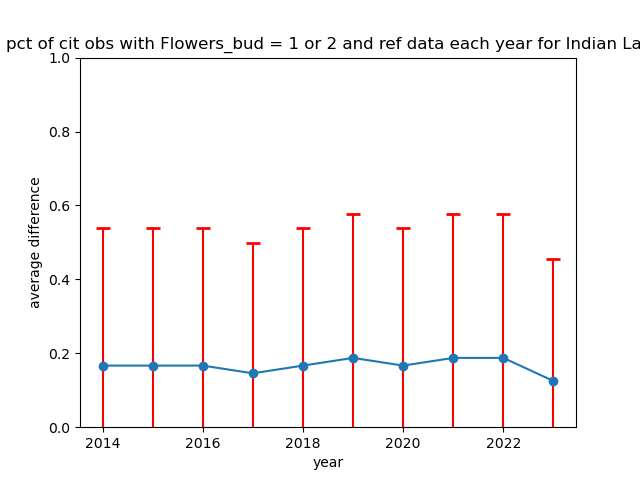 pct of cit obs with Flowers_bud = 1 or 2 and ref data each year for Indian La
1.0
0.8
0.6
0.4
0.2
0.0
average difference
2014 2016 2018 2020 2022
year